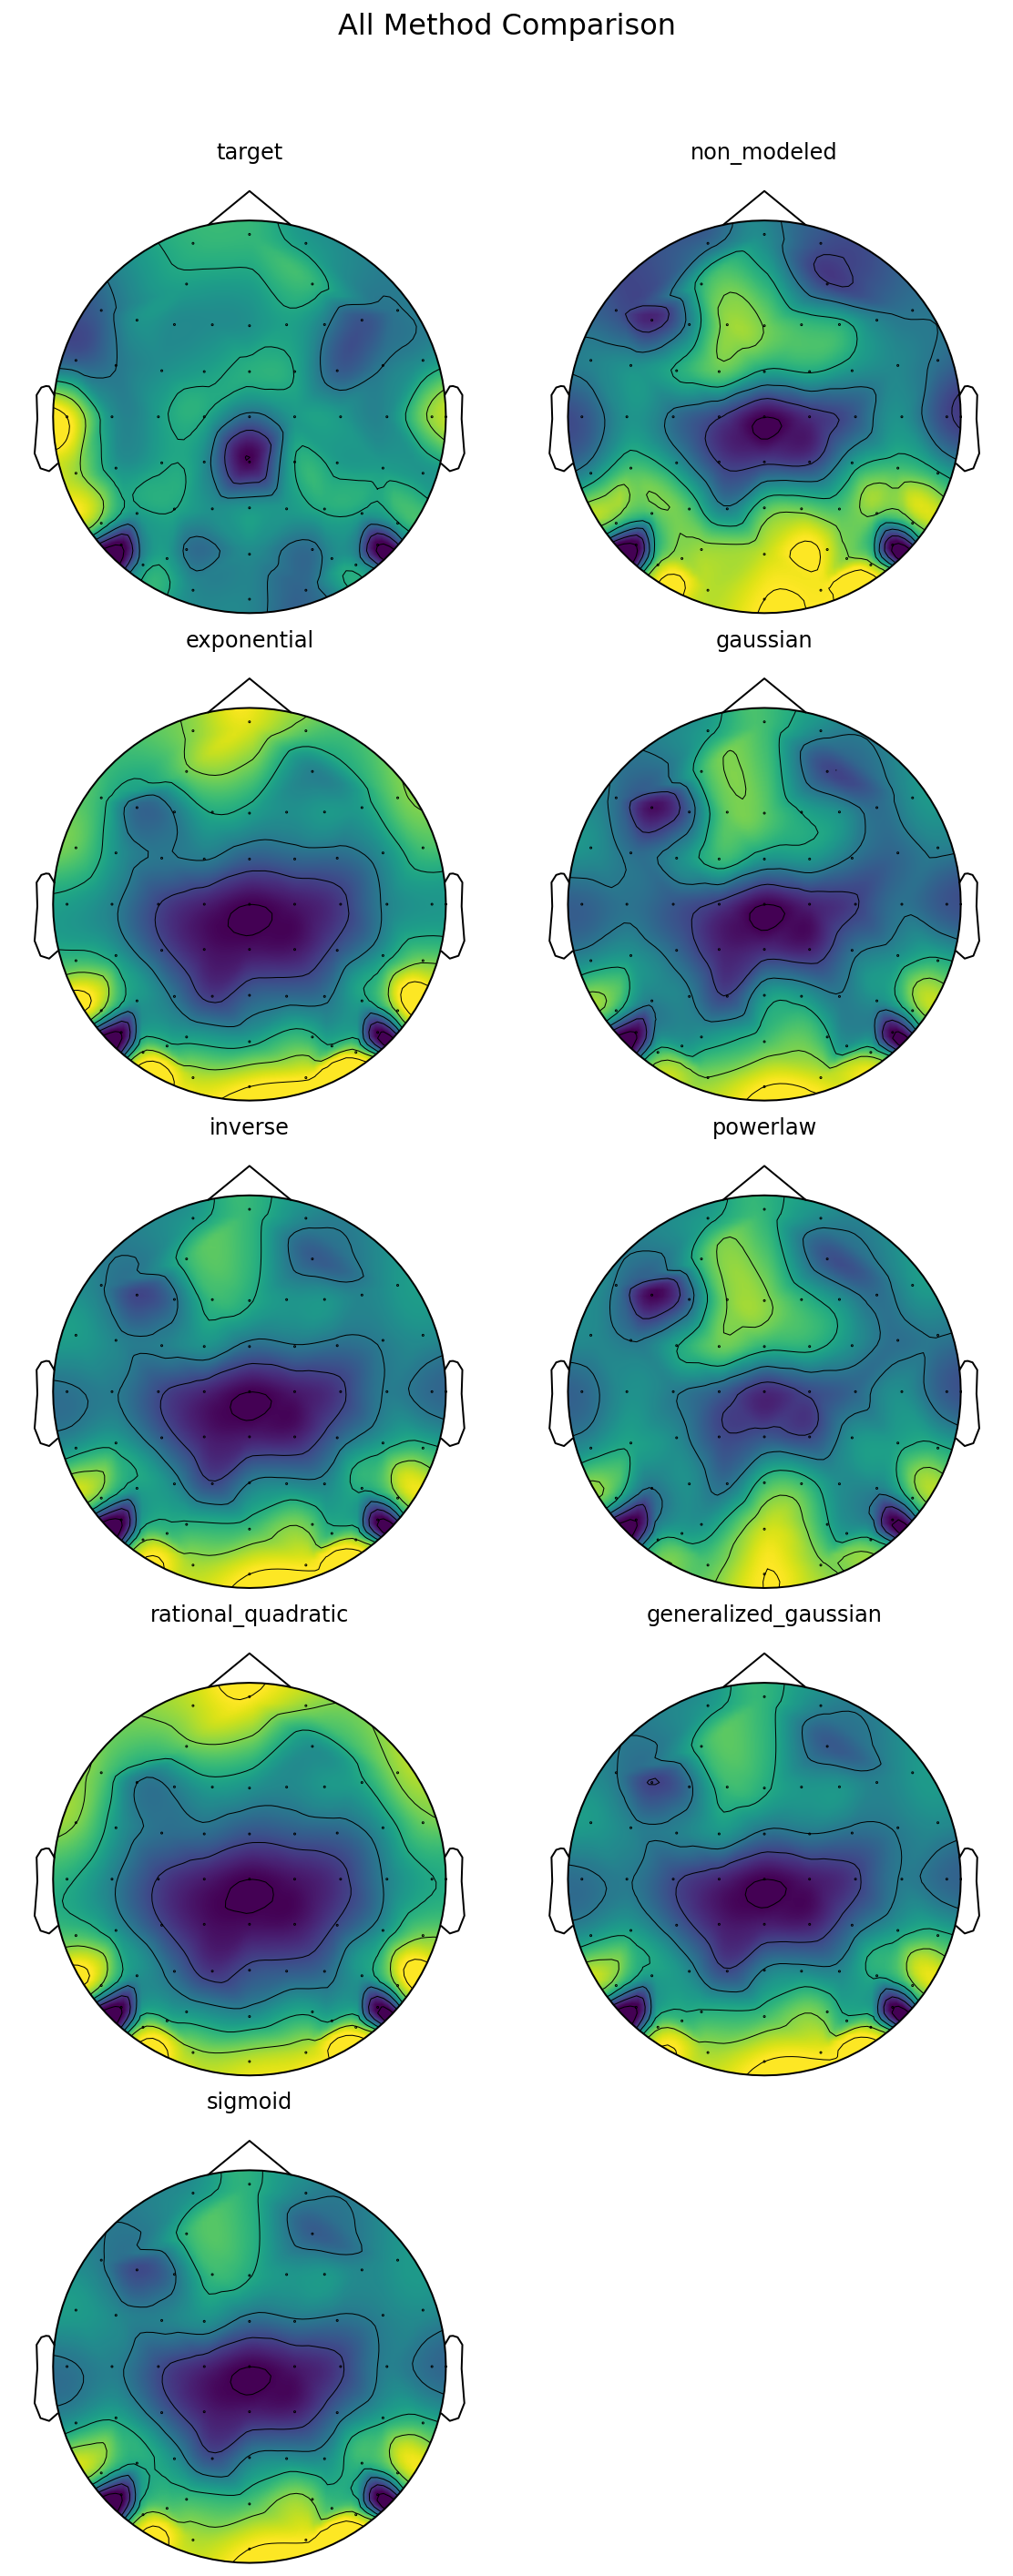 All Method Comparison
target
non_modeled
exponential
gaussian
inverse
powerlaw
rational_quadratic
generalized_gaussian
sigmoid